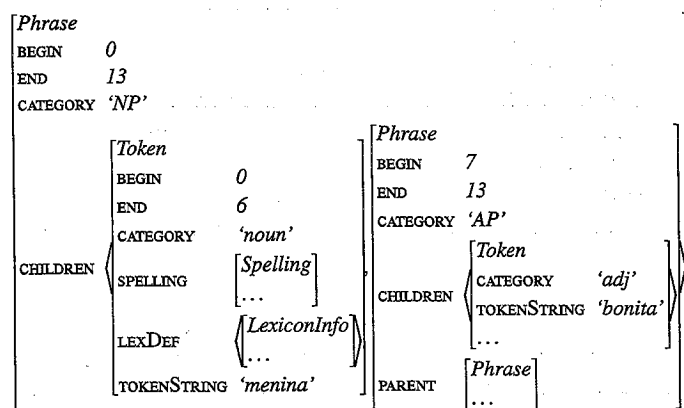 Phrase
BEGIN 0
END 13
CATEGORY ‘NP’
CHILDREN
Token
BEGIN 0
END 6
CATEGORY ‘noun’
SPELLING
Spelling
...
LEXDEF
LexiconInfo
...
TOKENSTRING ‘menina’
,
Phrase
BEGIN 7
END 13
CATEGORY ‘AP’
CHILDREN
Token
CATEGORY ‘adj’
TOKENSTRING ‘bonita’
...
PARENT
Phrase
...